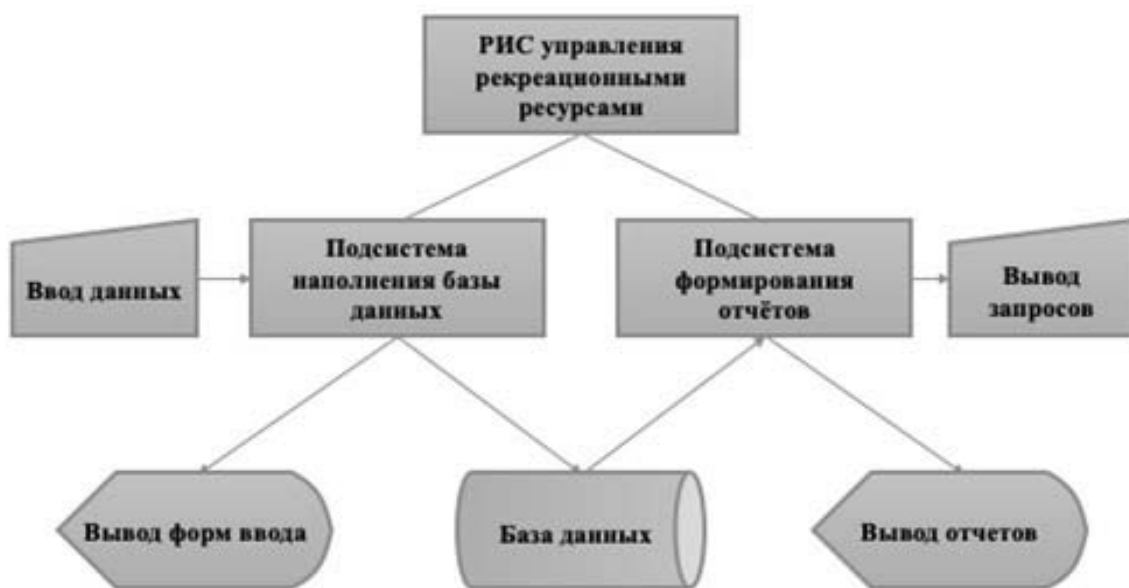 РИС управления
рекреационными
ресурсами
Ввод данных
Подсистема
наполнения базы
данных
Подсистема
формирования
отчётов
Вывод
запросов
Вывод форм ввода
База данных
Вывод отчетов